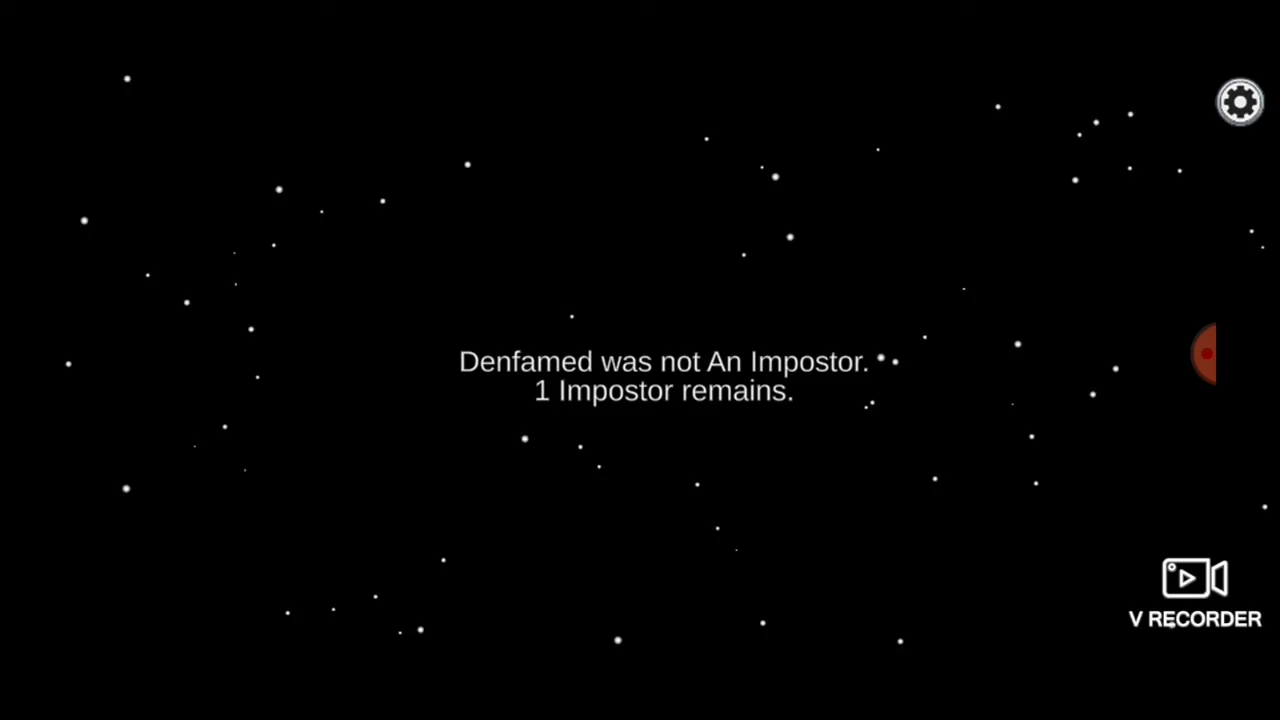 Denfamed was not An Impostor.
1 Impostor remains.
V RECORDER